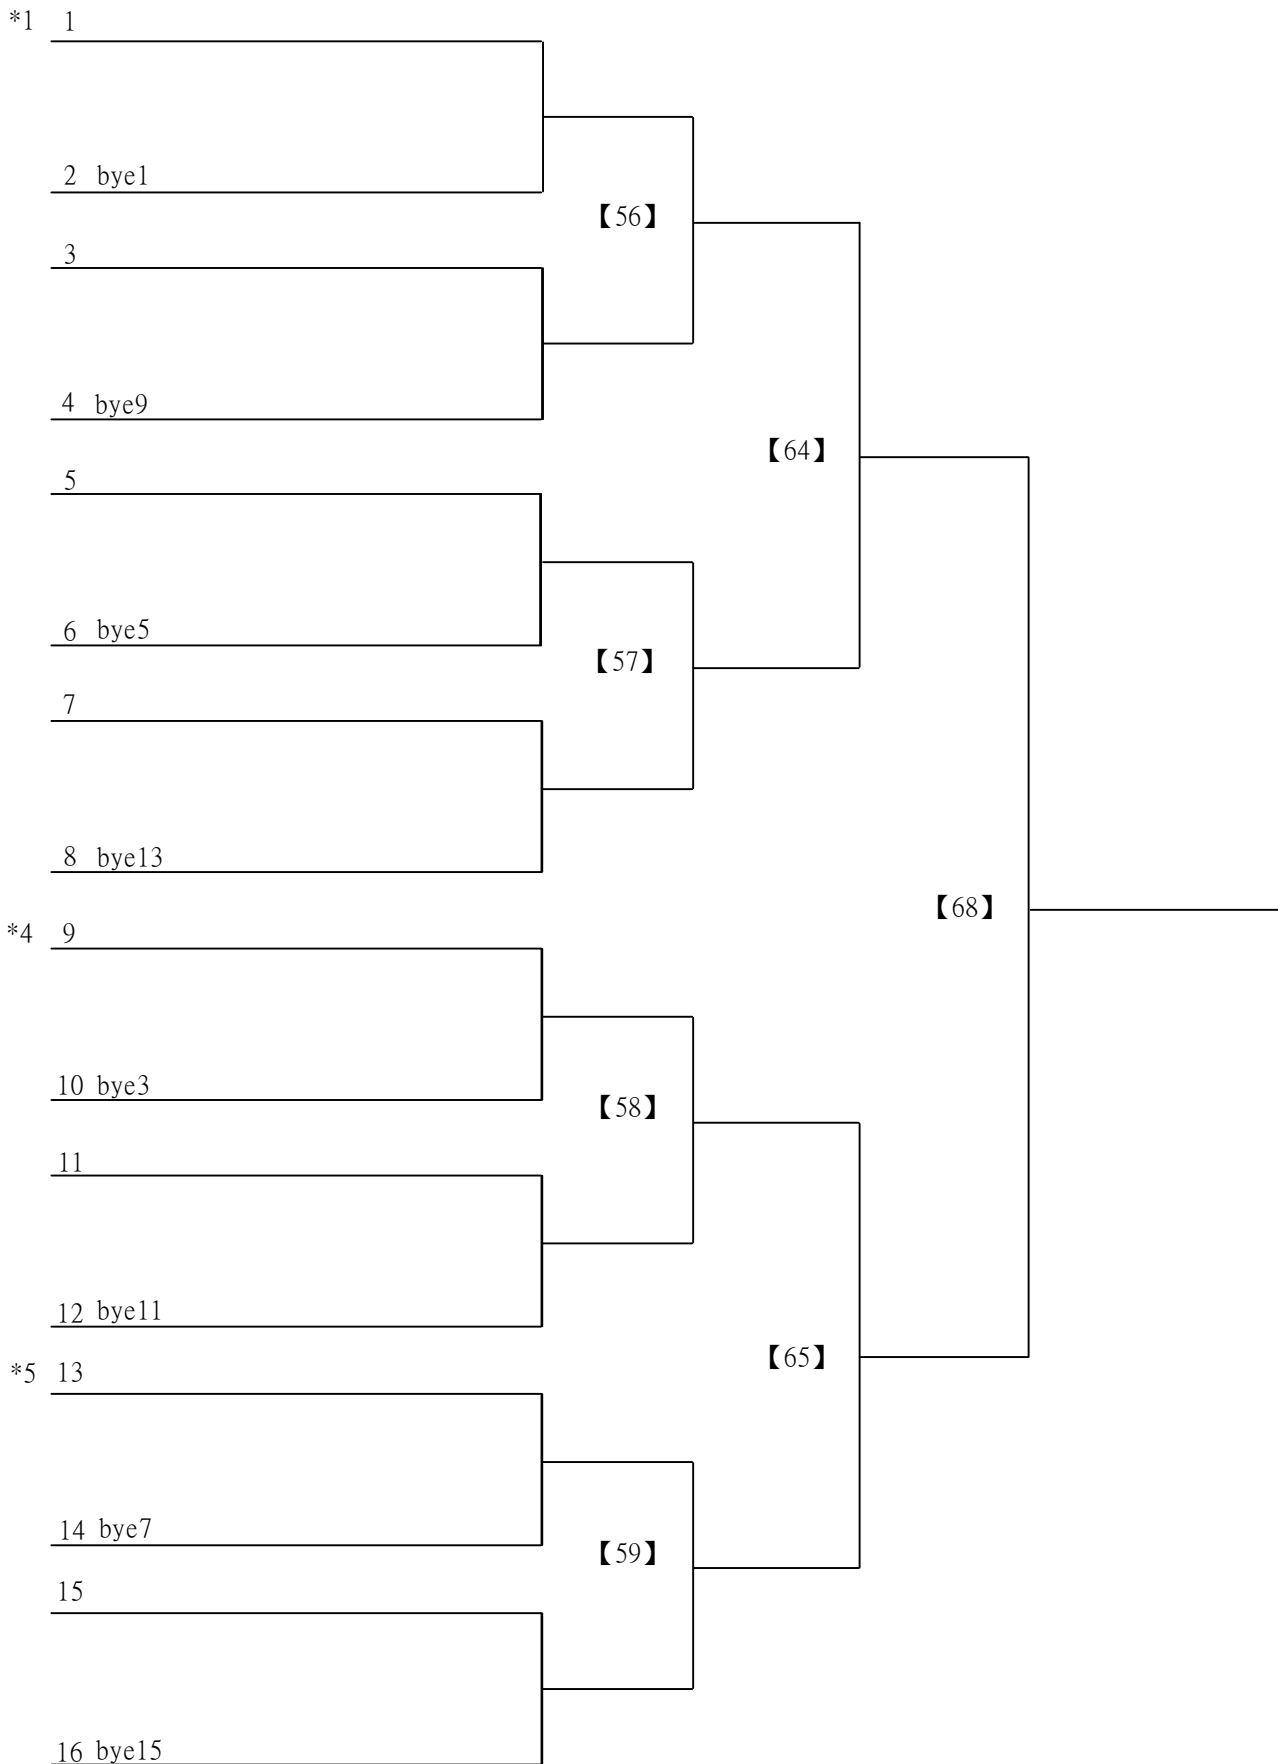 *1 1
2 bye1
【56】
3
4 bye9
【64】
5
6 bye5
【57】
7
8 bye13
【68】
*4 9
10 bye3
【58】
11
12 bye11
【65】
*5 13
14 bye7
【59】
15
16 bye15